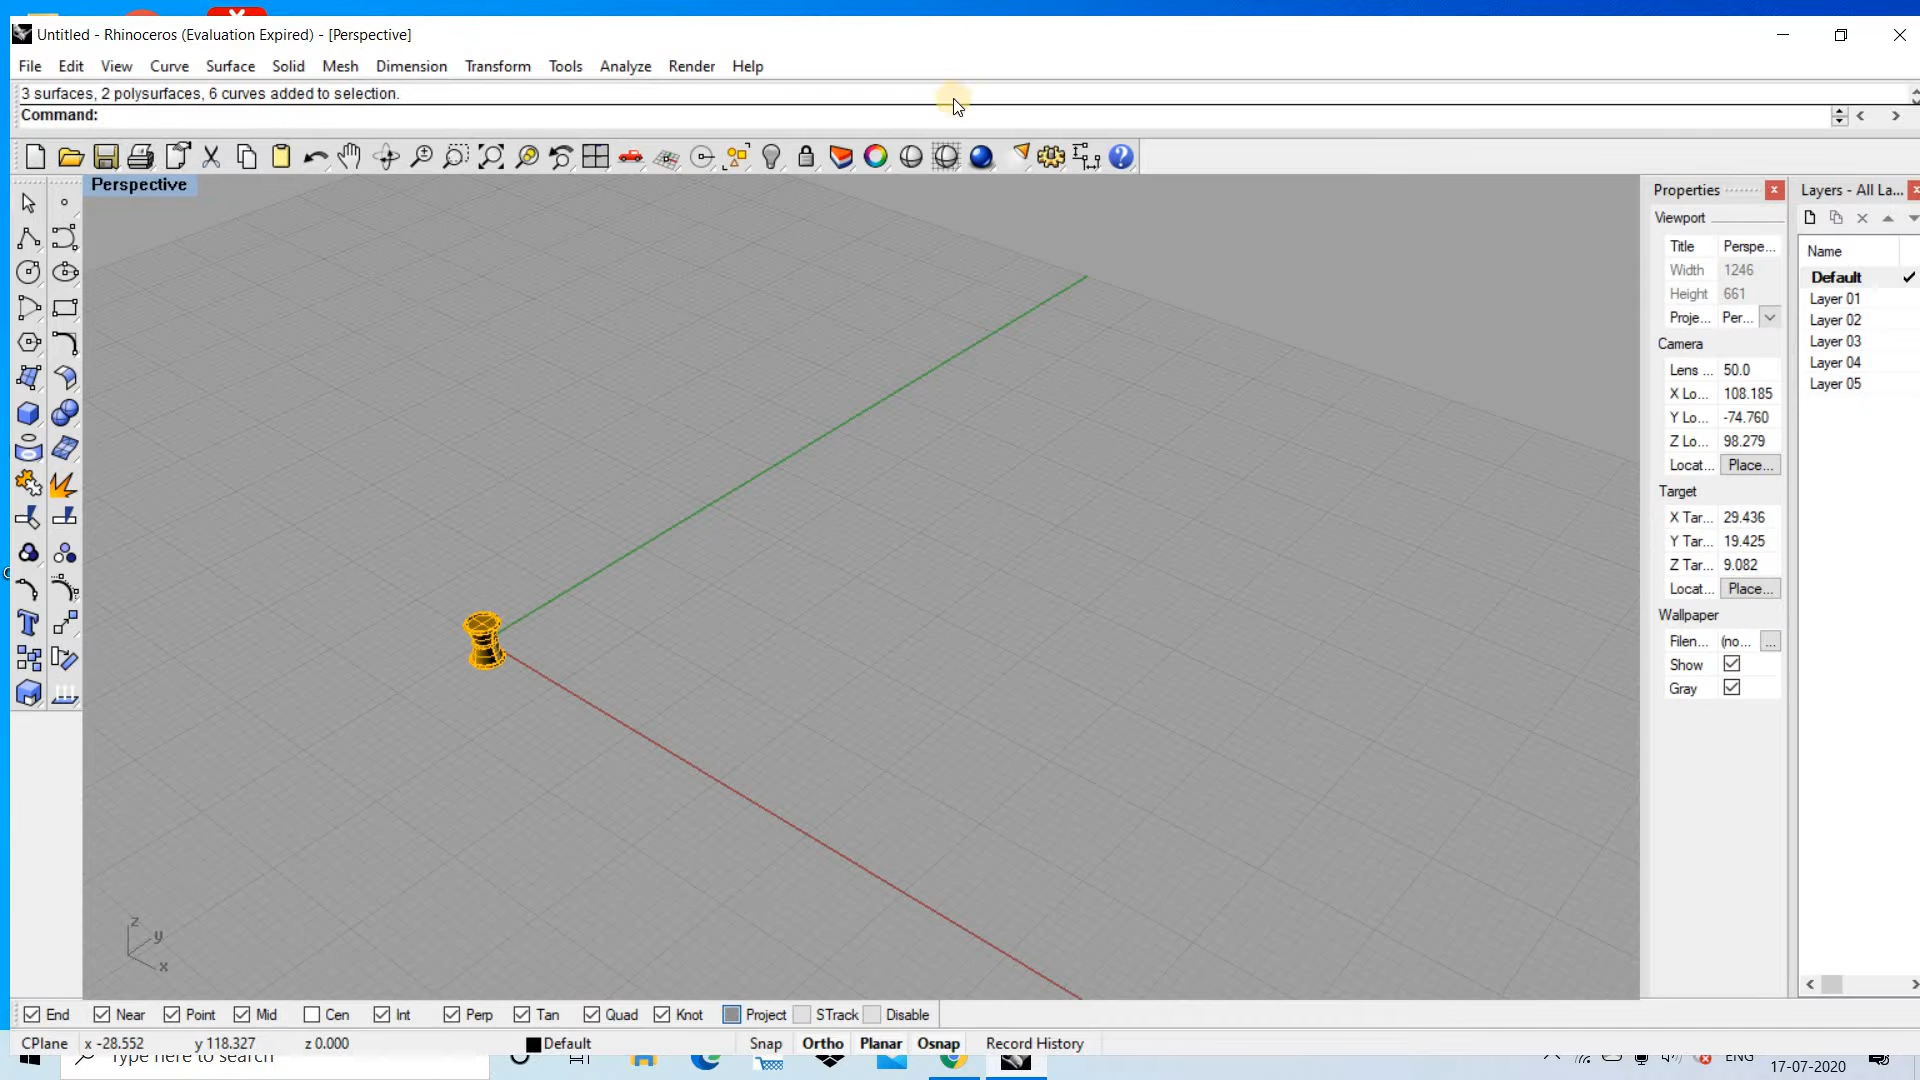 Untitled - Rhinoceros (Evaluation Expired) - [Perspective]
File Edit View Curve Surface Solid Mesh Dimension Transform Tools Analyze Render Help
3 surfaces, 2 polysurfaces, 6 curves added to selection.
Command:
Perspective
Properties
Viewport
Title Perspe...
Width 1246
Height 661
Proje... Per...
Camera
Lens ... 50.0
X Lo... 108.185
Y Lo... -74.760
Z Lo... 98.279
Locat... Place...
Target
X Tar... 29.436
Y Tar... 19.425
Z Tar... 9.082
Locat... Place...
Wallpaper
Filen... (no... ...
Show
Gray
Layers - All La...
Name
Default
Layer 01
Layer 02
Layer 03
Layer 04
Layer 05
z
y
x
End Near Point Mid Cen Int Perp Tan Quad Knot Project STrack Disable
CPlane x -28.552 y 118.327 z 0.000 Default Snap Ortho Planar Osnap Record History
Type here to search
ENG
17-07-2020